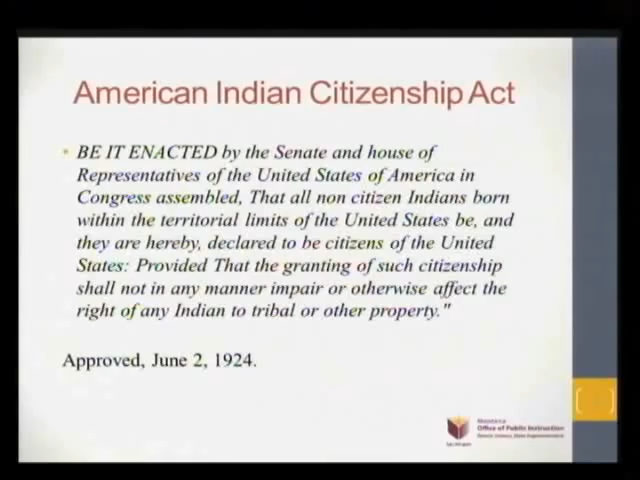 American Indian Citizenship Act
• BE IT ENACTED by the Senate and house of
Representatives of the United States of America in
Congress assembled, That all non citizen Indians born
within the territorial limits of the United States be, and
they are hereby, declared to be citizens of the United
States: Provided That the granting of such citizenship
shall not in any manner impair or otherwise affect the
right of any Indian to tribal or other property."
Approved, June 2, 1924.
Montana
Office of Public Instruction